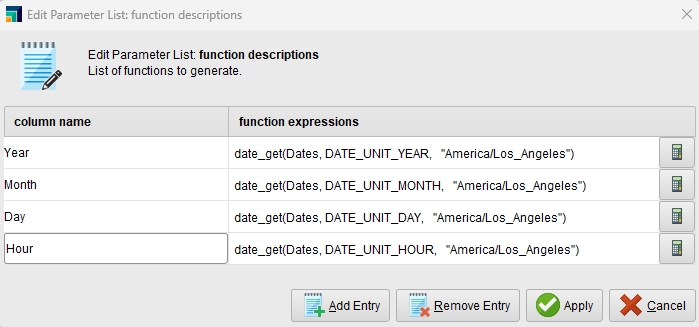 Edit Parameter List: function descriptions
Edit Parameter List: function descriptions
List of functions to generate.
column name function expressions
Year date_get(Dates, DATE_UNIT_YEAR, "America/Los_Angeles")
Month date_get(Dates, DATE_UNIT_MONTH, "America/Los_Angeles")
Day date_get(Dates, DATE_UNIT_DAY, "America/Los_Angeles")
Hour date_get(Dates, DATE_UNIT_HOUR, "America/Los_Angeles")
Add Entry Remove Entry Apply Cancel